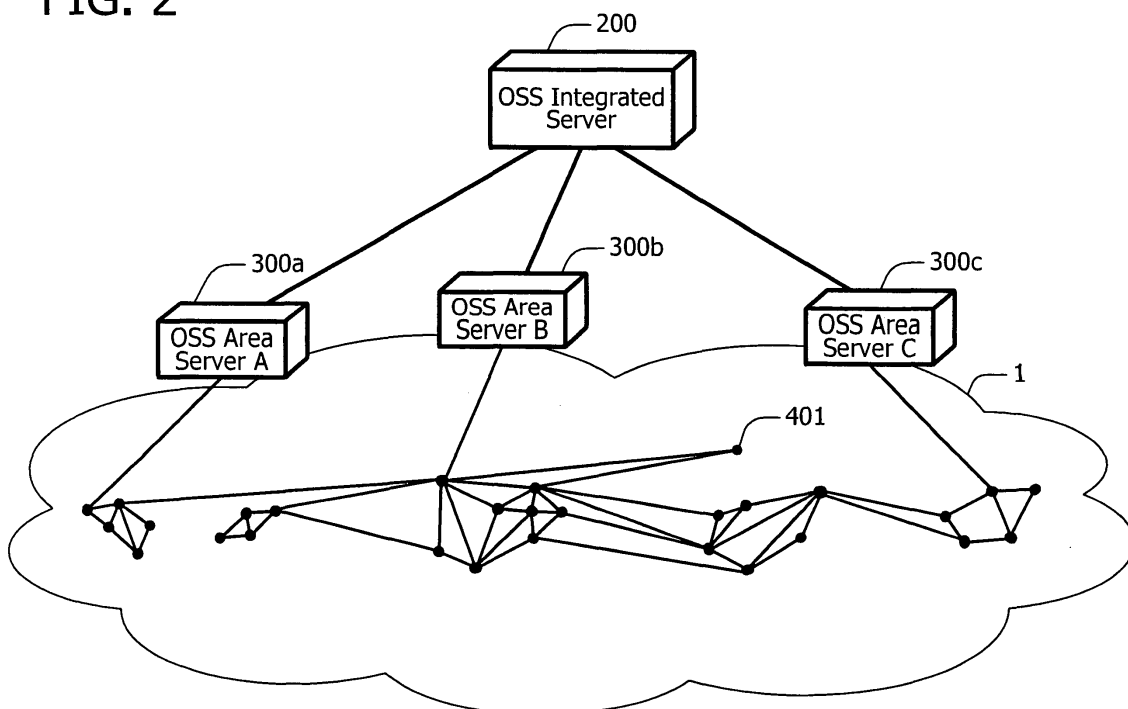 FIG. 2
200
OSS Integrated
Server
300a
300b
300c
OSS Area
Server A
OSS Area
Server B
OSS Area
Server C
1
401